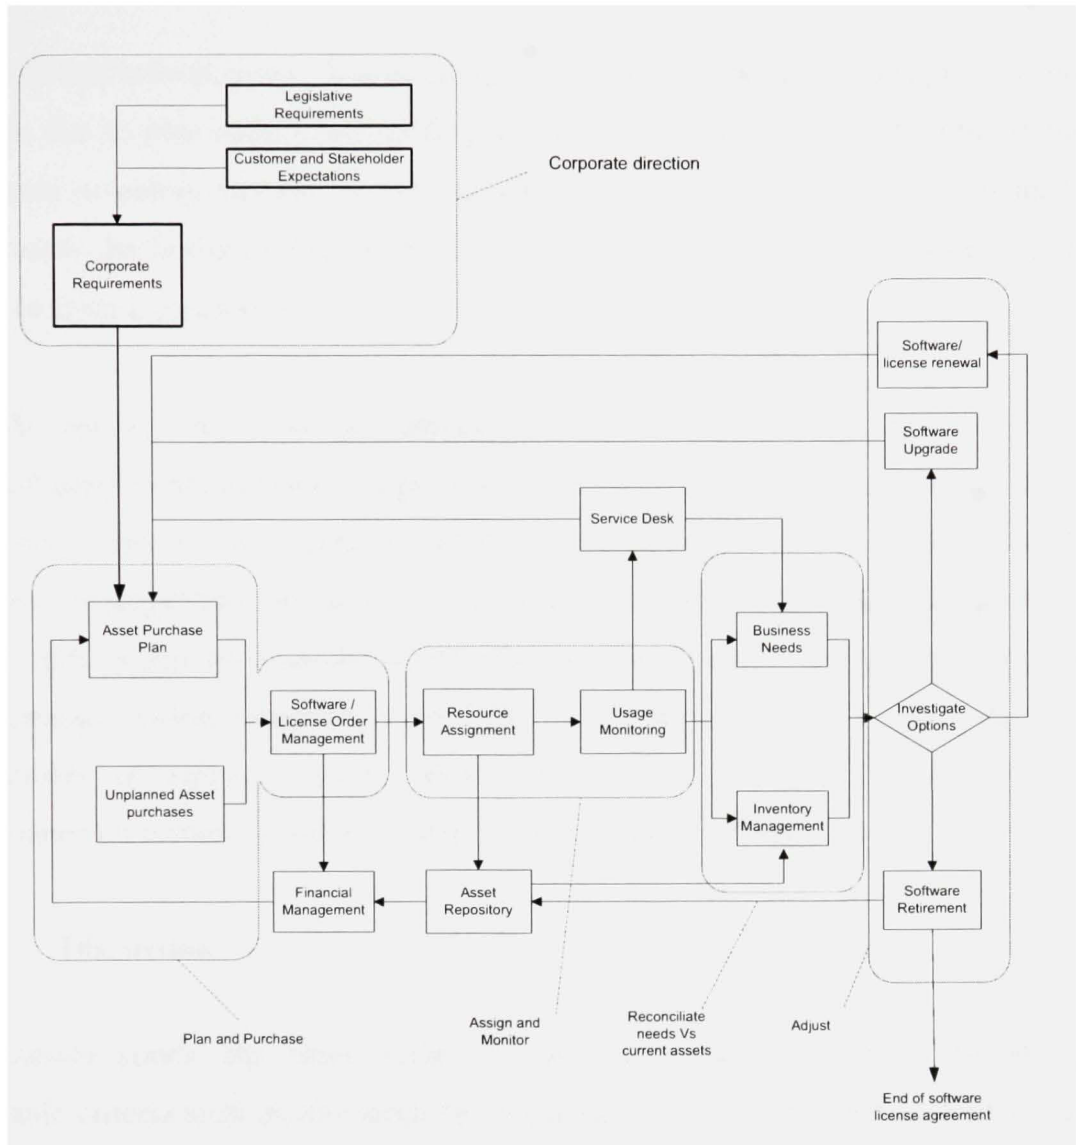 Legislative
Requirements
Customer and Stakeholder
Expectations
Corporate direction
Corporate
Requirements
Software/
license renewal
Software
Upgrade
Service Desk
Asset Purchase
Plan
Business
Needs
Software /
License Order
Management
Resource
Assignment
Usage
Monitoring
Investigate
Options
Unplanned Asset
purchases
Inventory
Management
Financial
Management
Asset
Repository
Software
Retirement
Plan and Purchase
Assign and
Monitor
Reconciliate
needs Vs
current assets
Adjust
End of software
license agreement